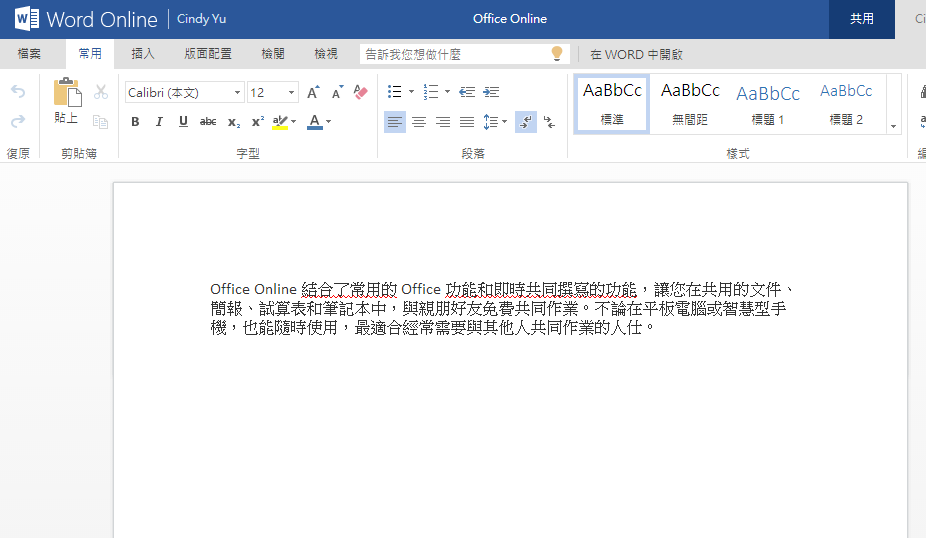 Word Online Cindy Yu Office Online 共用 Ci
檔案 常用 插入 版面配置 檢閱 檢視 告訴我您想做什麼 在 WORD 中開啟
Calibri (本文) 12 AaBbCc AaBbCc AaBbCc AaBbCc
貼上 B I U abc x₂ x² aby A 標準 無間距 標題 1 標題 2
復原 剪貼簿 字型 段落 樣式
Office Online 結合了常用的 Office 功能和即時共同撰寫的功能，讓您在共用的文件、
簡報、試算表和筆記本中，與親朋好友免費共同作業。不論在平板電腦或智慧型手
機，也能隨時使用，最適合經常需要與其他人共同作業的人仕。